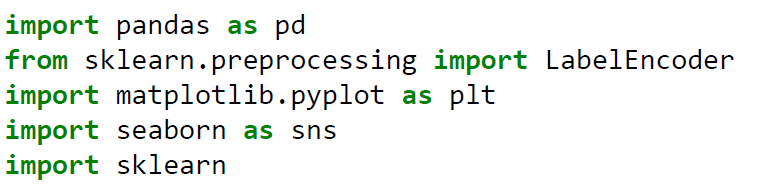 import pandas as pd
from sklearn.preprocessing import LabelEncoder
import matplotlib.pyplot as plt
import seaborn as sns
import sklearn